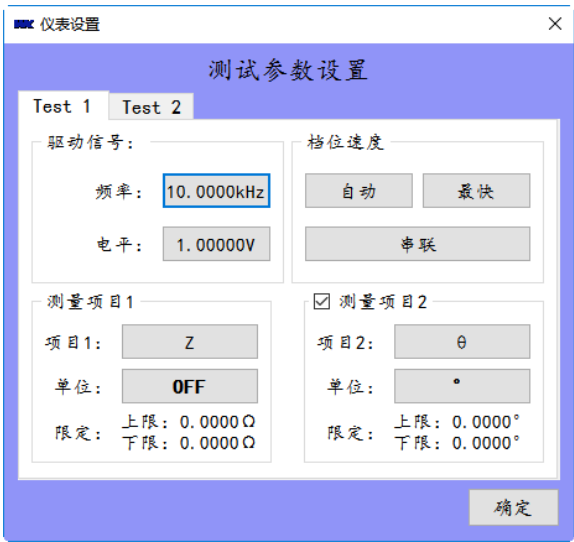 仪表设置
测试参数设置
Test 1 Test 2
驱动信号: 档位速度
频率: 10.0000kHz 自动 最快
电平: 1.00000V 串联
测量项目1 测量项目2
项目1: Z 项目2: θ
单位: OFF 单位: °
限定: 上限: 0.0000Ω 限定: 上限: 0.0000°
下限: 0.0000Ω 下限: 0.0000°
确定